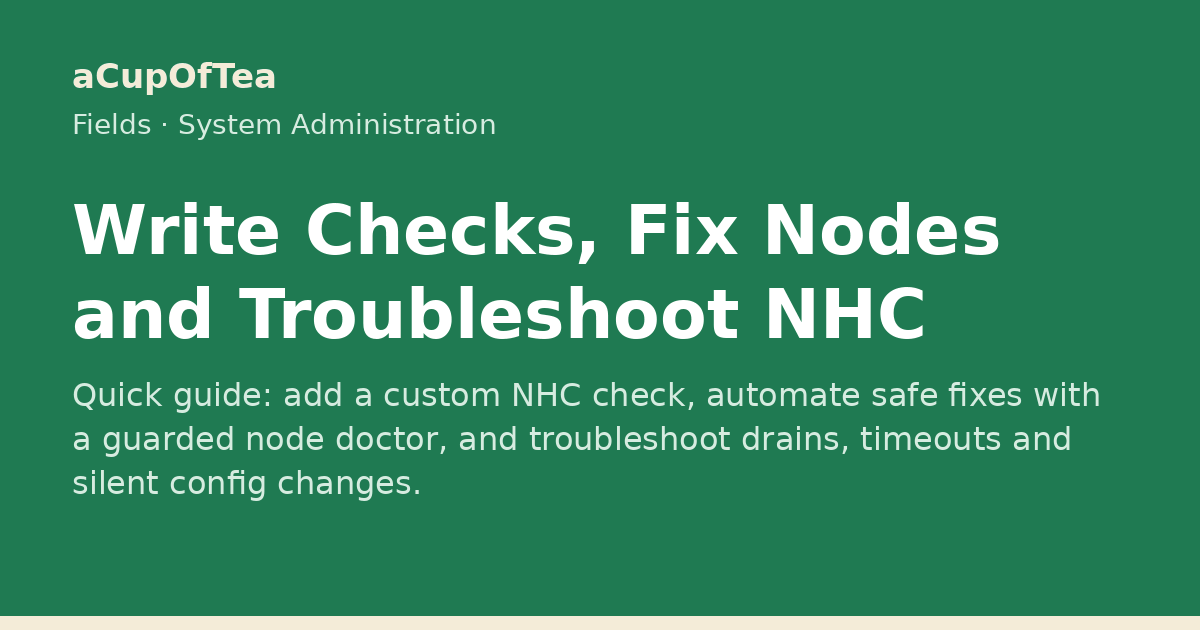 aCupOfTea
Fields · System Administration
Write Checks, Fix Nodes
and Troubleshoot NHC
Quick guide: add a custom NHC check, automate safe fixes with
a guarded node doctor, and troubleshoot drains, timeouts and
silent config changes.